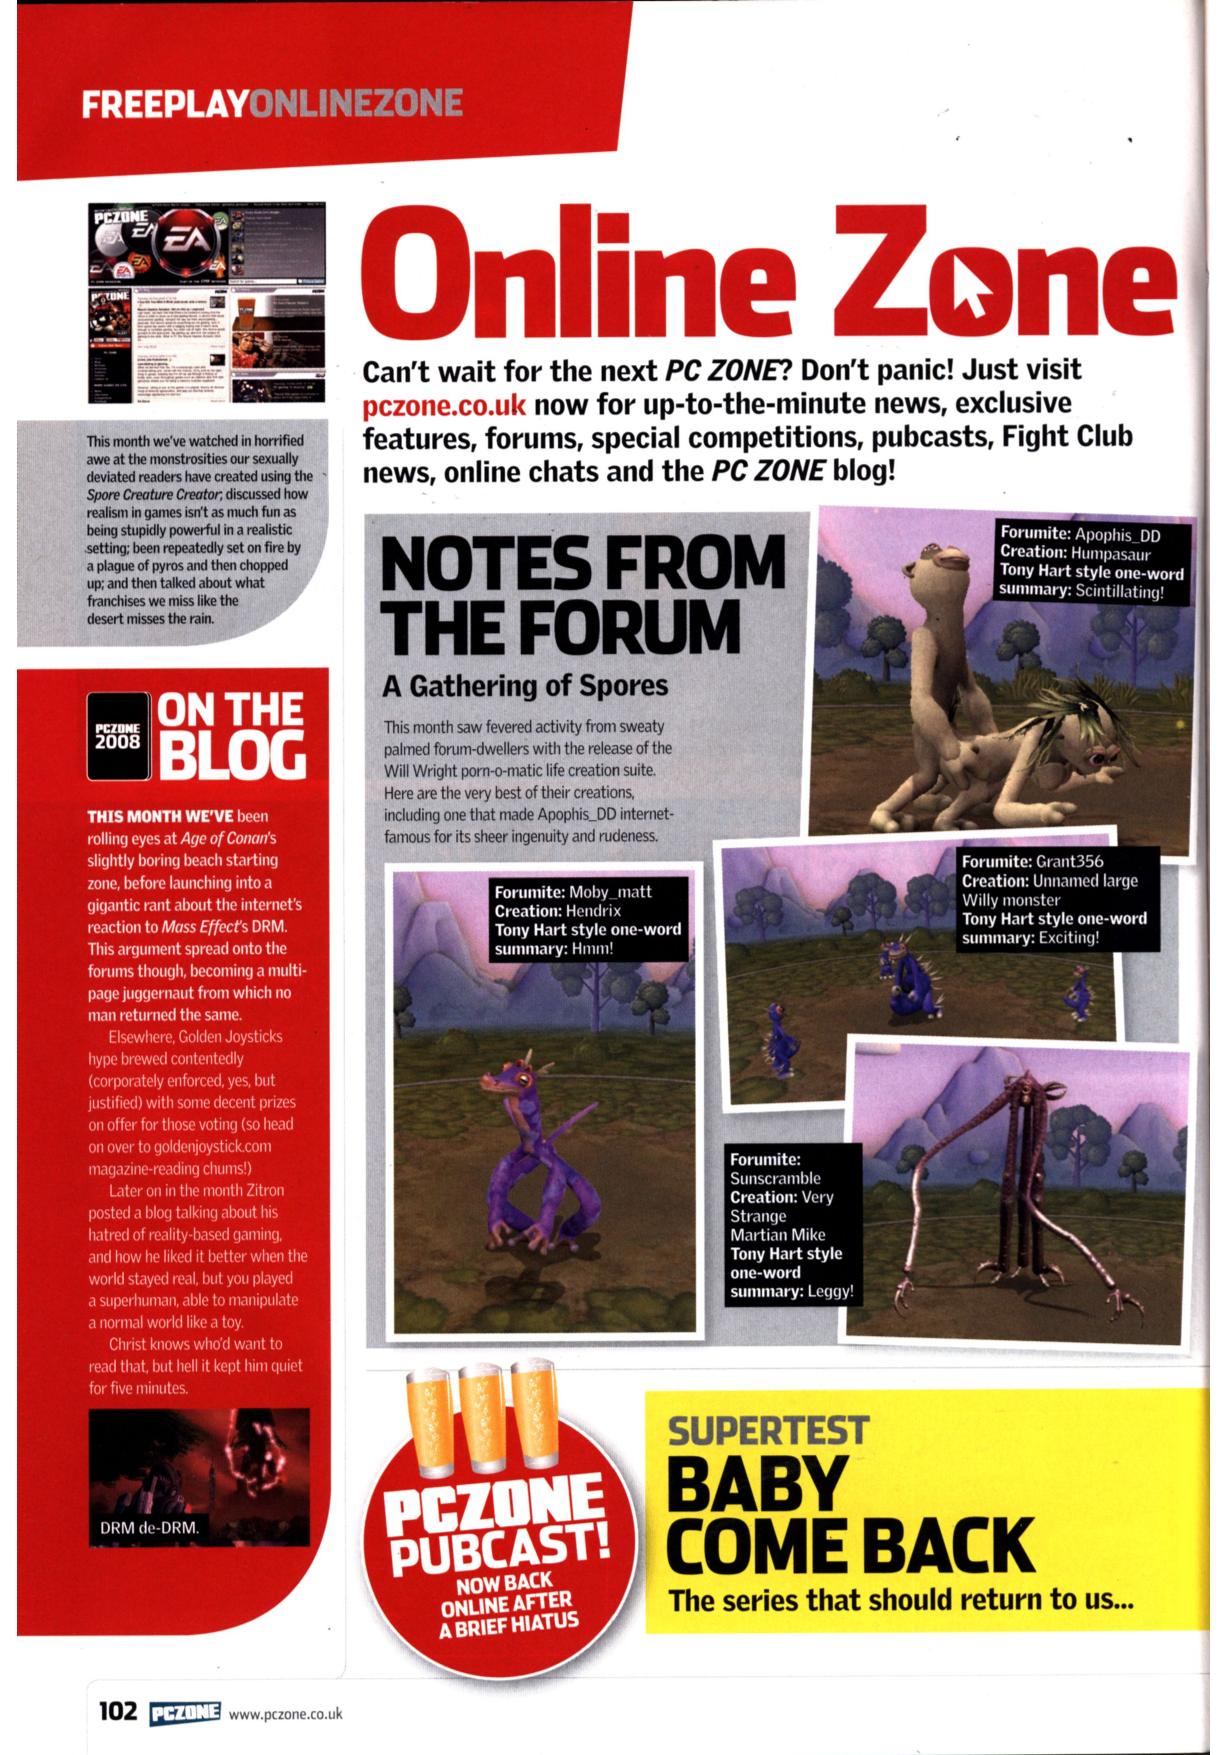 FREEPLAYONLINEZONE
Online Zone
Can't wait for the next PC ZONE? Don't panic! Just visit
pczone.co.uk now for up-to-the-minute news, exclusive
features, forums, special competitions, pubcasts, Fight Club
news, online chats and the PC ZONE blog!
PCZONE
EA
This month we've watched in horrified
awe at the monstrosities our sexually
deviated readers have created using the
Spore Creature Creator; discussed how
realism in games isn't as much fun as
being stupidly powerful in a realistic
setting; been repeatedly set on fire by
a plague of pyros and then chopped
up; and then talked about what
franchises we miss like the
desert misses the rain.
PCZONE
2008
ON THE
BLOG
THIS MONTH WE'VE been
rolling eyes at Age of Conan's
slightly boring beach starting
zone, before launching into a
gigantic rant about the internet's
reaction to Mass Effect's DRM.
This argument spread onto the
forums though, becoming a multi-
page juggernaut from which no
man returned the same.
Elsewhere, Golden Joysticks
hype brewed contentedly
(corporately enforced, yes, but
justified) with some decent prizes
on offer for those voting (so head
on over to goldenjoystick.com
magazine-reading chums!)
Later on in the month Zitron
posted a blog talking about his
hatred of reality-based gaming,
and how he liked it better when the
world stayed real, but you played
a superhuman, able to manipulate
a normal world like a toy.
Christ knows who'd want to
read that, but hell it kept him quiet
for five minutes.
DRM de-DRM.
NOTES FROM
THE FORUM
A Gathering of Spores
This month saw fevered activity from sweaty
palmed forum-dwellers with the release of the
Will Wright porn-o-matic life creation suite.
Here are the very best of their creations,
including one that made Apophis_DD internet-
famous for its sheer ingenuity and rudeness.
Forumite: Apophis_DD
Creation: Humpasaur
Tony Hart style one-word
summary: Scintillating!
Forumite: Moby_matt
Creation: Hendrix
Tony Hart style one-word
summary: Hmm!
Forumite: Grant356
Creation: Unnamed large
Willy monster
Tony Hart style one-word
summary: Exciting!
Forumite:
Sunscramble
Creation: Very
Strange
Martian Mike
Tony Hart style
one-word
summary: Leggy!
PCZONE
PUBCAST!
NOW BACK
ONLINE AFTER
A BRIEF HIATUS
SUPERTEST
BABY
COME BACK
The series that should return to us...
102 PCZONE www.pczone.co.uk